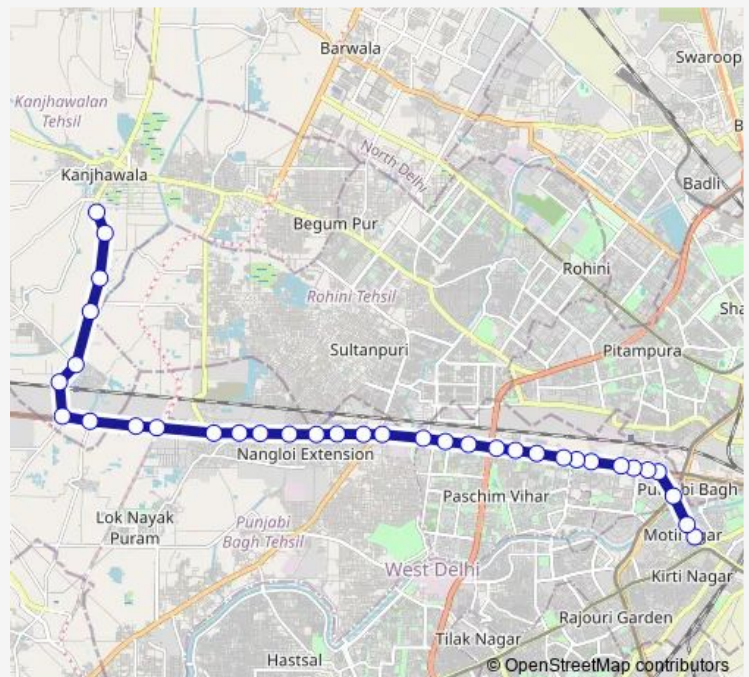 Barwala
Swaroop
Kanjhawalan
Tehsil
North Delhi
Kanjhawala
Badli
Begum Pur
Rohini
Rohini Tehsil
Sha
Sultanpuri
Pitampura
Nangloi Extension
Paschim Vihar
Bagh
Lok Nayak
Puram
Punjabi
Bagh Tehsil
West Delhi
Kirti Nagar
Rajouri Garden
Tilak Nagar
Hastsal
© OpenStreetMap contributors